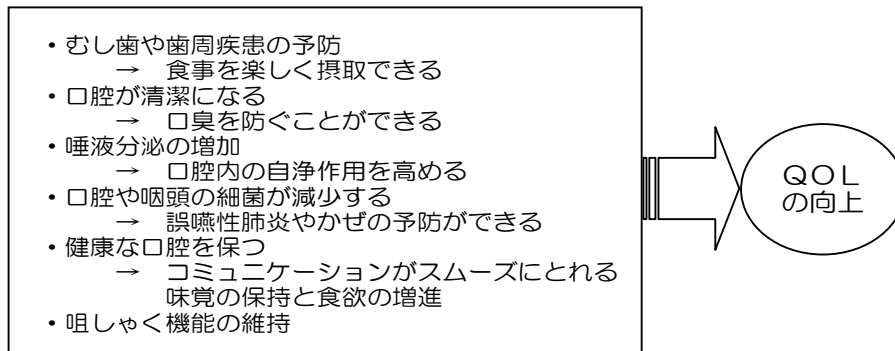 ・むし歯や歯周疾患の予防
→ 食事を楽しく摂取できる
・口腔が清潔になる
→ 口臭を防ぐことができる
・唾液分泌の増加
→ 口腔内の自浄作用を高める
・口腔や咽頭の細菌が減少する
→ 誤嚥性肺炎やかぜの予防ができる
・健康な口腔を保つ
→ コミュニケーションがスムーズにとれる
味覚の保持と食欲の増進
・咀しゃく機能の維持
ＱＯＬ
の向上